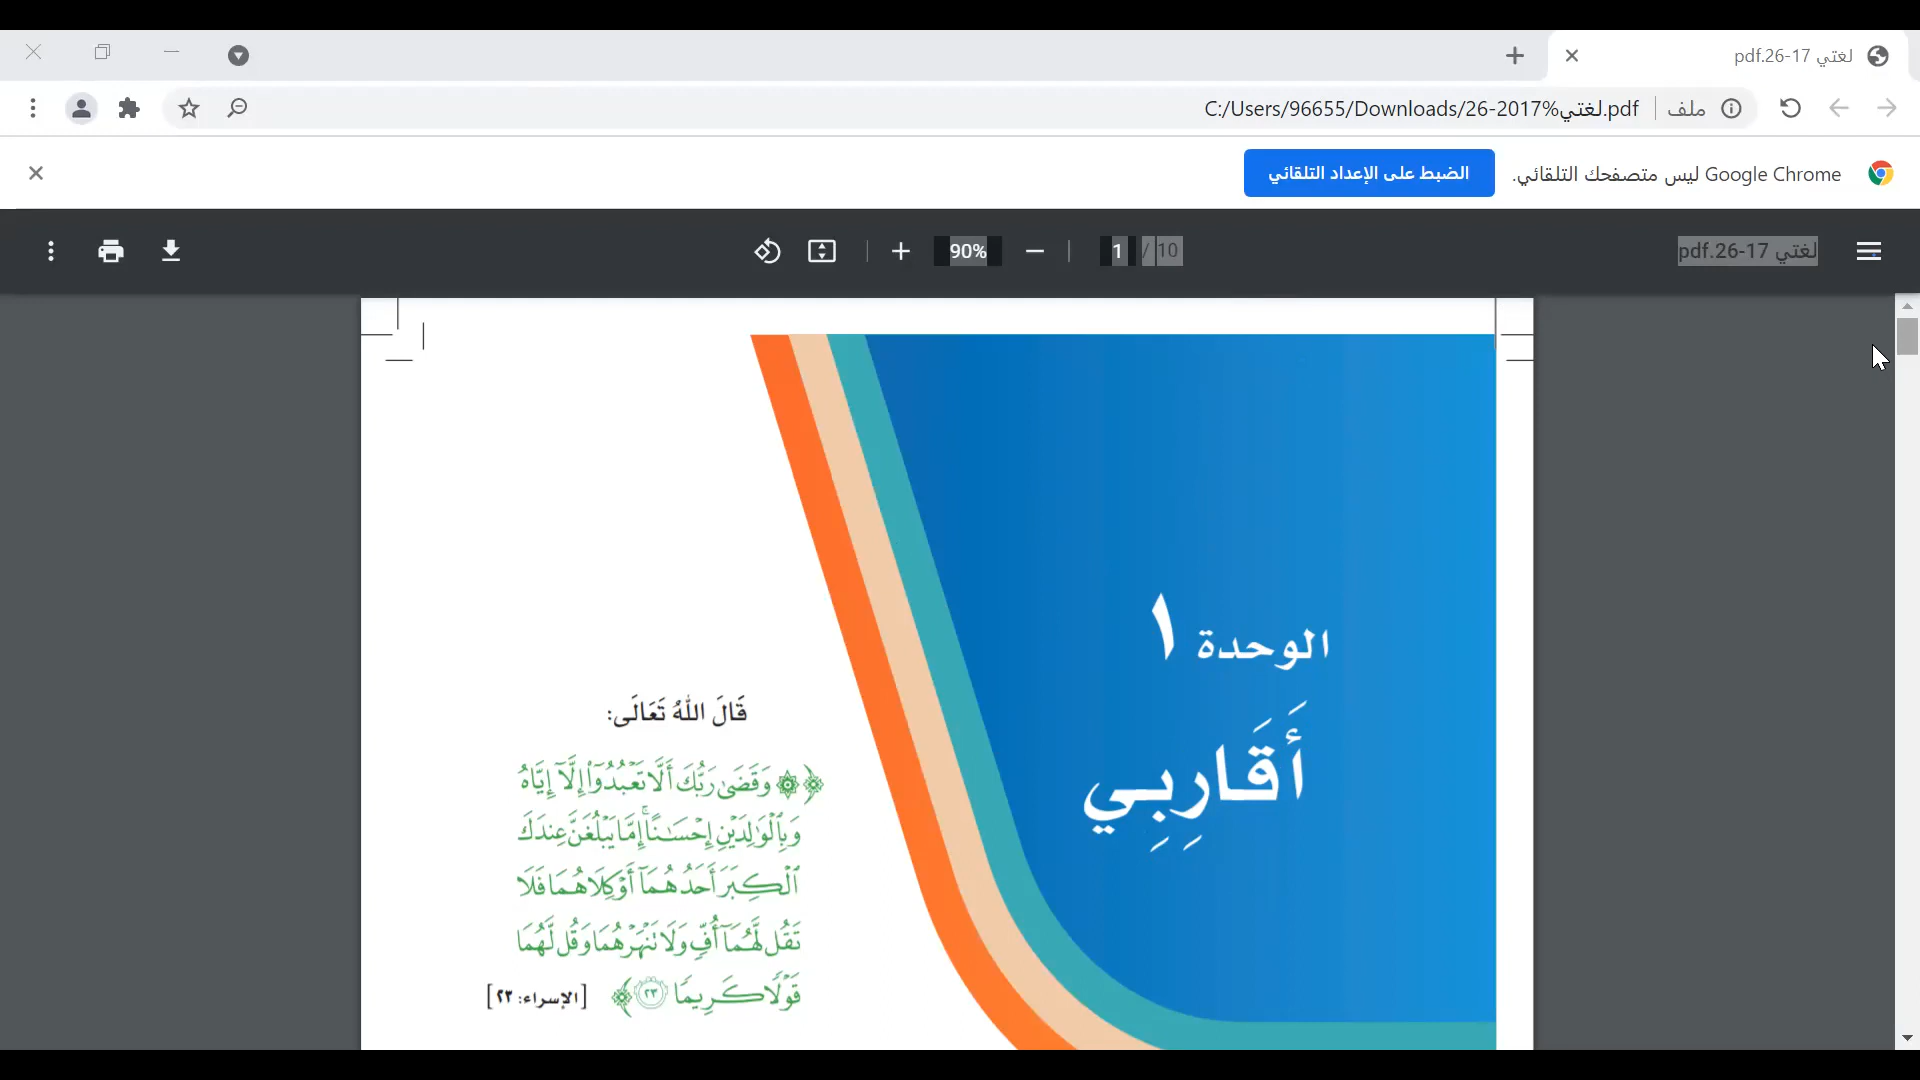 لغتي 17-26.pdf
ملف
C:/Users/96655/Downloads/26-2017%لغتي.pdf
Google Chrome ليس متصفحك التلقائي.
الضبط على الإعداد التلقائي
لغتي 17-26.pdf
1 / 10
90%
الوحدة ١
أَقَارِبِي
قَالَ اللهُ تَعَالَى:
﴿۞ وَقَضَىٰ رَبُّكَ أَلَّا تَعْبُدُوٓا۟ إِلَّآ إِيَّاهُ
وَبِٱلْوَٰلِدَيْنِ إِحْسَـٰنًا ۚ إِمَّا يَبْلُغَنَّ عِندَكَ
ٱلْكِبَرَ أَحَدُهُمَآ أَوْ كِلَاهُمَا فَلَا
تَقُل لَّهُمَآ أُفٍّ وَلَا تَنْهَرْهُمَا وَقُل لَّهُمَا
قَوْلًا كَرِيمًا ٢٣﴾ [الإسراء: ٢٣]